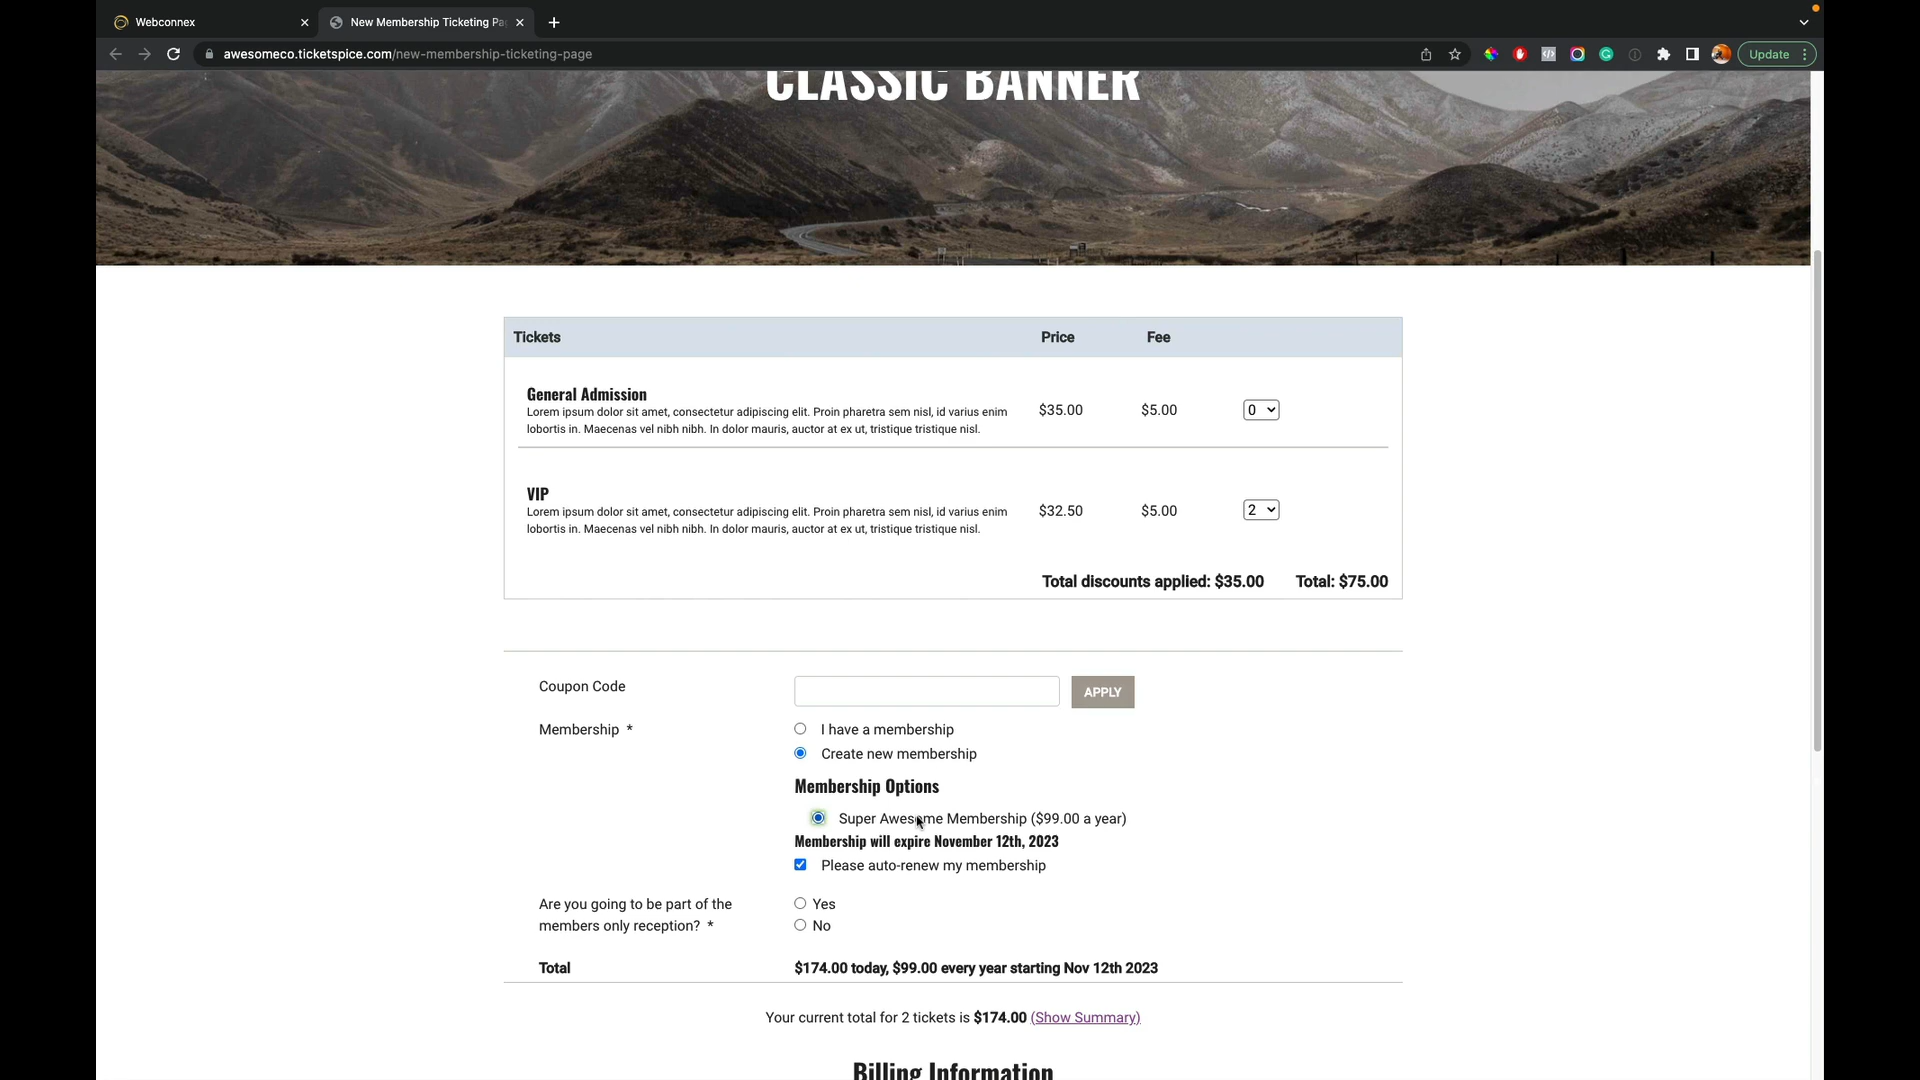 Webconnex
New Membership Ticketing Pa
Update
awesomeco.ticketspice.com/new-membership-ticketing-page
CLASSIC BANNER
Tickets Price Fee
General Admission
Lorem ipsum dolor sit amet, consectetur adipiscing elit. Proin pharetra sem nisl, id varius enim
lobortis in. Maecenas vel nibh nibh. In dolor mauris, auctor at ex ut, tristique tristique nisl.
$35.00 $5.00 0
VIP
Lorem ipsum dolor sit amet, consectetur adipiscing elit. Proin pharetra sem nisl, id varius enim
lobortis in. Maecenas vel nibh nibh. In dolor mauris, auctor at ex ut, tristique tristique nisl.
$32.50 $5.00 2
Total discounts applied: $35.00 Total: $75.00
Coupon Code APPLY
Membership * I have a membership
Create new membership
Membership Options
Super Awesome Membership ($99.00 a year)
Membership will expire November 12th, 2023
Please auto-renew my membership
Are you going to be part of the
members only reception? *
Yes
No
Total $174.00 today, $99.00 every year starting Nov 12th 2023
Your current total for 2 tickets is $174.00 (Show Summary)
Billing Information